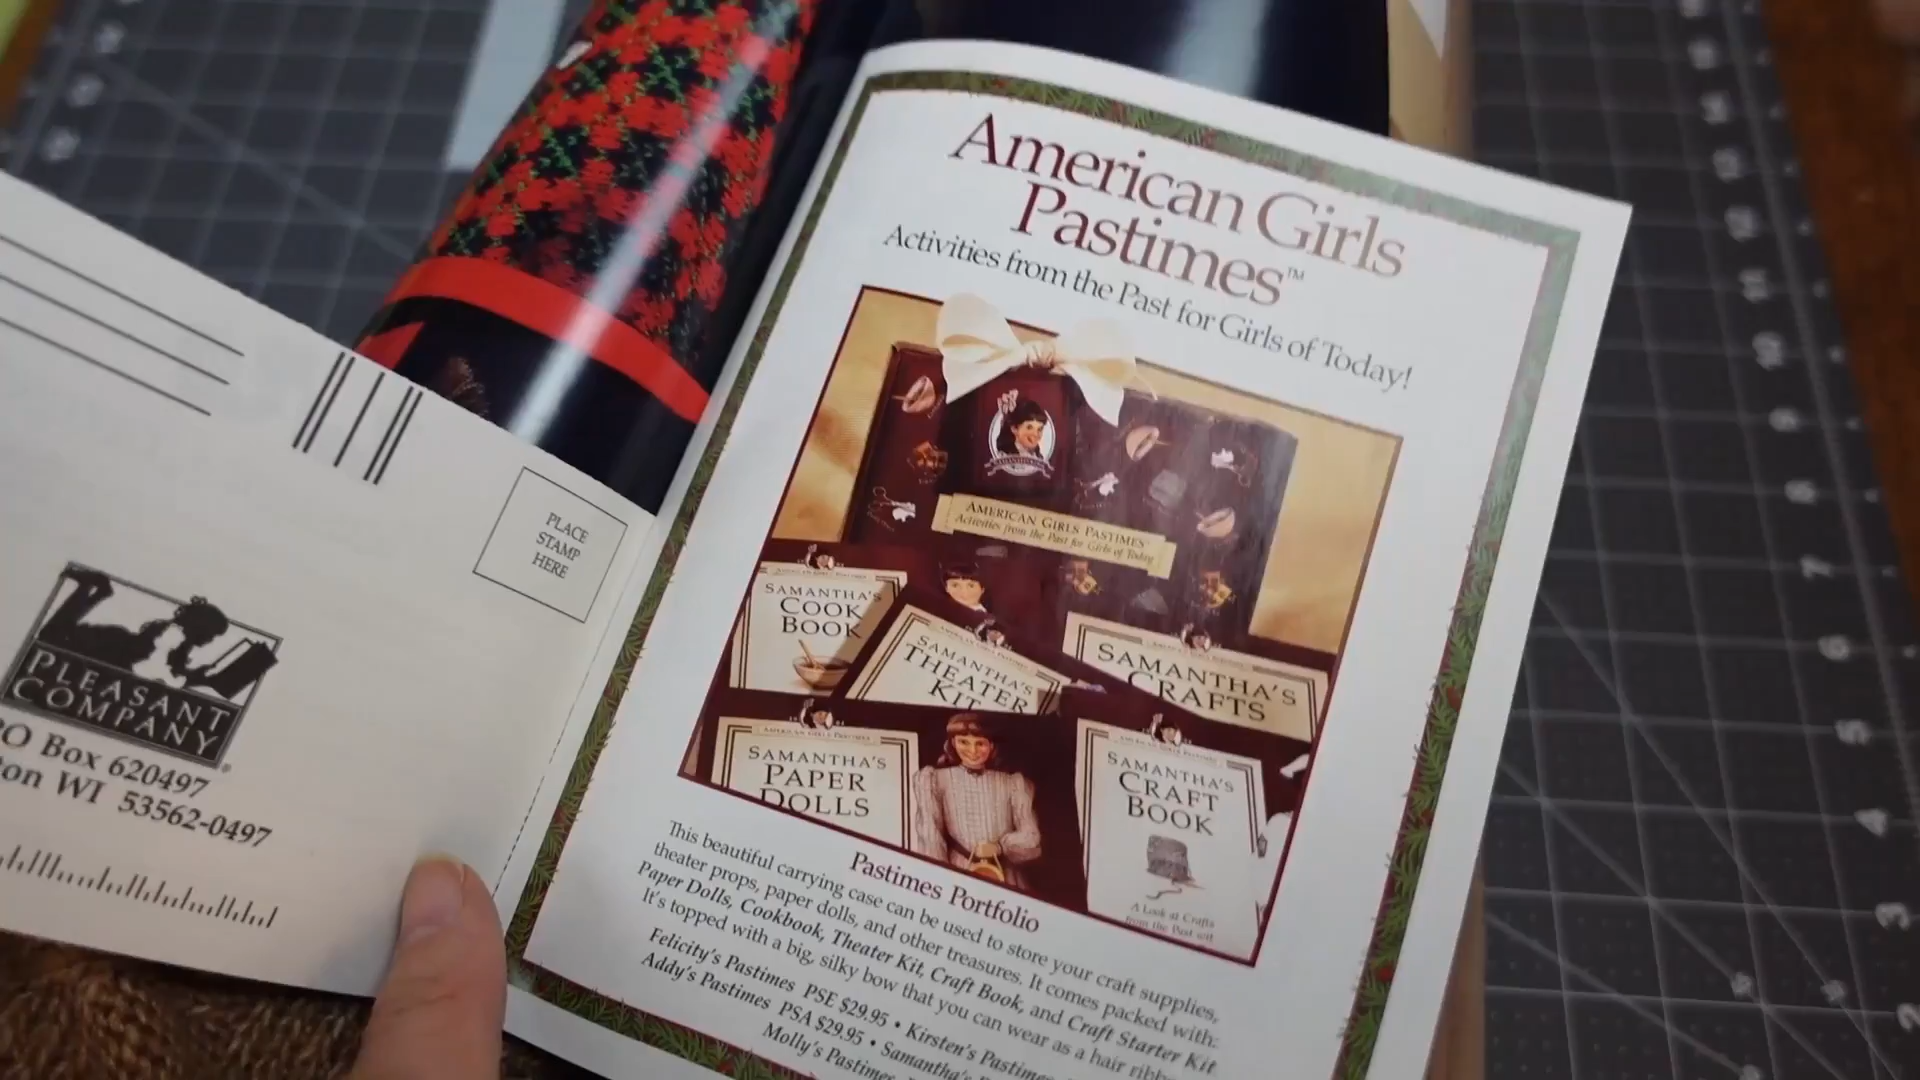 PLACE
STAMP
HERE
PLEASANT
COMPANY
PO Box 620497
ton WI 53562-0497
American Girls
Pastimes™
Activities from the Past for Girls of Today!
AMERICAN GIRLS PASTIMES
Activities from the Past for Girls of Today
SAMANTHA'S
COOK
BOOK
SAMANTHA'S
THEATER
KIT
SAMANTHA'S
CRAFTS
AMERICAN GIRLS PASTIMES
SAMANTHA'S
PAPER
DOLLS
SAMANTHA'S
CRAFT
BOOK
A Look at Crafts
from the Past wit
Pastimes Portfolio
This beautiful carrying case can be used to store your craft supplies,
theater props, paper dolls, and other treasures. It comes packed with:
Paper Dolls, Cookbook, Theater Kit, Craft Book, and Craft Starter Kit
It's topped with a big, silky bow that you can wear as a hair
Felicity's Pastimes PSE $29.95 • Kirsten's Pastimes
Addy's Pastimes PSA $29.95 • Samantha's
Molly's Pastimes